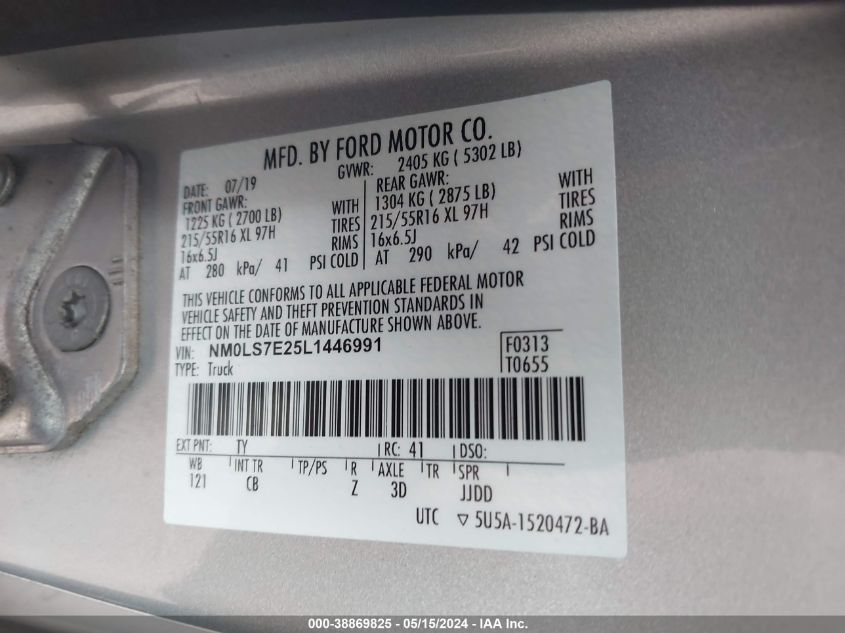 MFD. BY FORD MOTOR CO.
DATE: 07/19 GVWR: 2405 KG ( 5302 LB)
FRONT GAWR: REAR GAWR:
1225 KG ( 2700 LB) WITH 1304 KG ( 2875 LB) WITH
215/55R16 XL 97H TIRES 215/55R16 XL 97H TIRES
16x6.5J RIMS 16x6.5J RIMS
AT 280 kPa/ 41 PSI COLD AT 290 kPa/ 42 PSI COLD
THIS VEHICLE CONFORMS TO ALL APPLICABLE FEDERAL MOTOR
VEHICLE SAFETY AND THEFT PREVENTION STANDARDS IN
EFFECT ON THE DATE OF MANUFACTURE SHOWN ABOVE.
VIN: NM0LS7E25L1446991 F0313
TYPE: Truck T0655
EXT PNT: TY RC: 41 DSO:
WB INT TR TP/PS R AXLE TR SPR
121 CB Z 3D JJDD
UTC ▽ 5U5A-1520472-BA
000-38869825 - 05/15/2024 - IAA Inc.